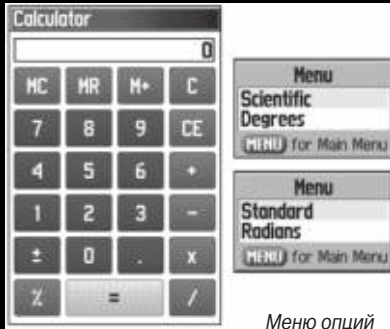 Calculator
0
MC MR M+ C
7 8 9 CE
4 5 6 +
1 2 3 -
± 0 . x
% = /
Menu
Scientific
Degrees
MENU for Main Menu
Menu
Standard
Radians
MENU for Main Menu
Меню опций